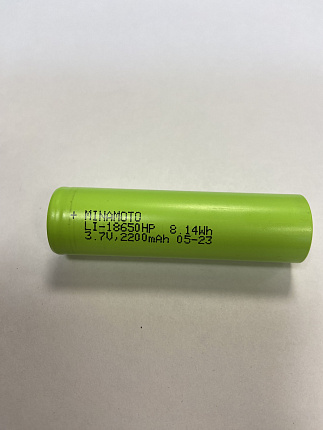 + MINAMOTO
LI-18650HP 8.14Wh
3.7V,2200mAh 05-23